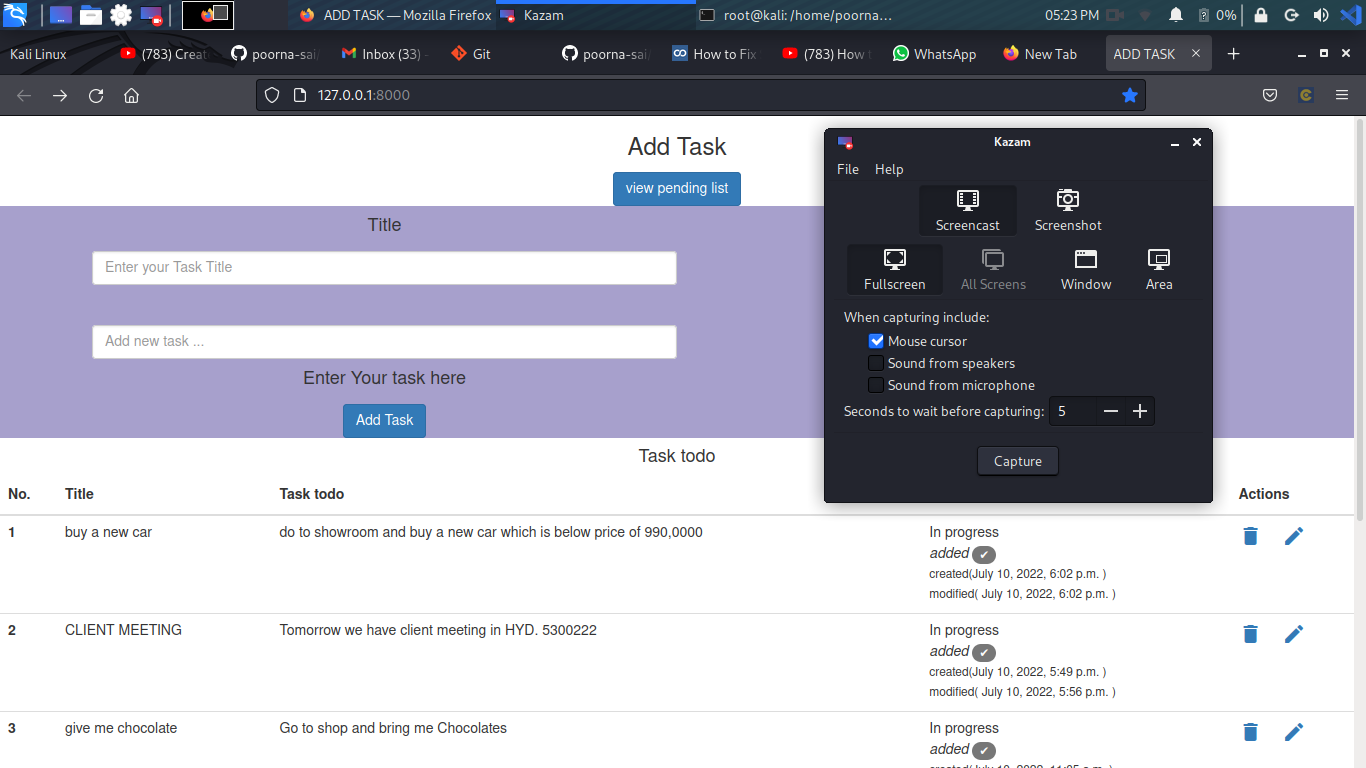 ADD TASK — Mozilla Firefox
Kazam
root@kali: /home/poorna...
05:23 PM
0%
Kali Linux
(783) Creat
poorna-sai/
Inbox (33) -
Git
poorna-sai/
How to Fix
(783) How t
WhatsApp
New Tab
ADD TASK
127.0.0.1:8000
Add Task
view pending list
Title
Enter your Task Title
Add new task ...
Enter Your task here
Add Task
Kazam
File Help
Screencast Screenshot
Fullscreen All Screens Window Area
When capturing include:
Mouse cursor
Sound from speakers
Sound from microphone
Seconds to wait before capturing: 5
Capture
Task todo
No. Title Task todo Actions
1 buy a new car do to showroom and buy a new car which is below price of 990,0000 In progress
added
created(July 10, 2022, 6:02 p.m. )
modified( July 10, 2022, 6:02 p.m. )
2 CLIENT MEETING Tomorrow we have client meeting in HYD. 5300222 In progress
added
created(July 10, 2022, 5:49 p.m. )
modified( July 10, 2022, 5:56 p.m. )
3 give me chocolate Go to shop and bring me Chocolates In progress
added